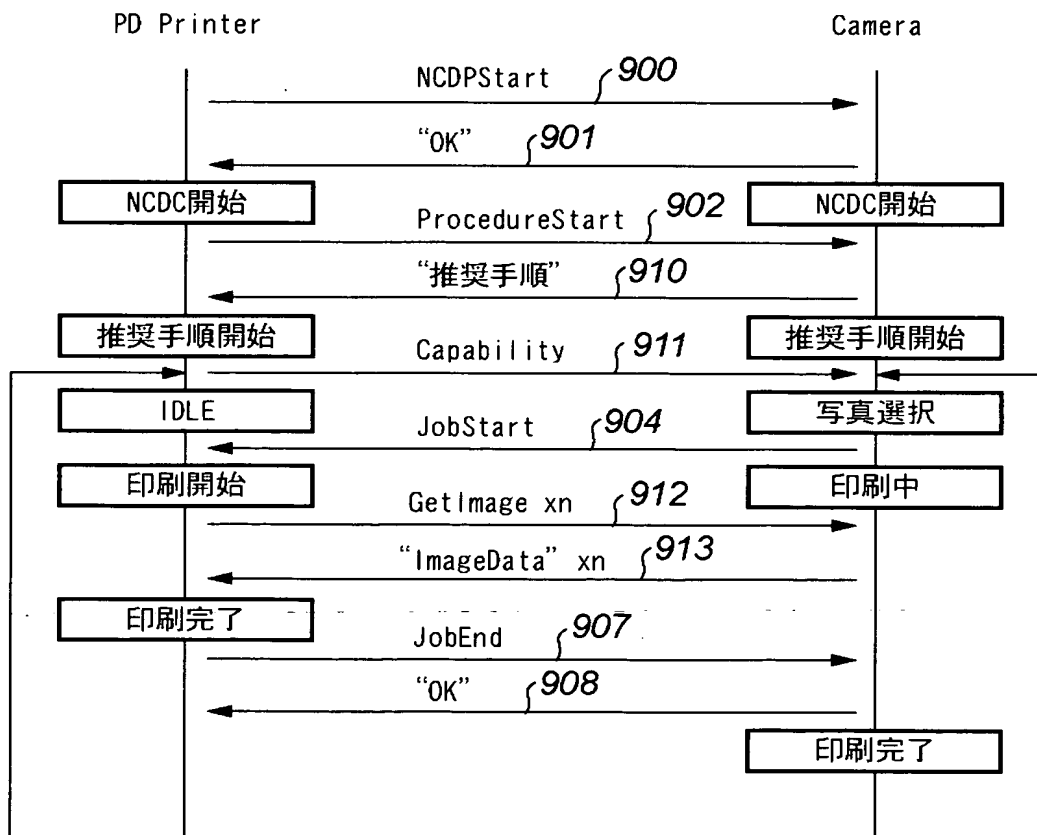 PD Printer
Camera
NCDPStart
900
“OK”
901
NCDC開始
NCDC開始
ProcedureStart
902
“推奨手順”
910
推奨手順開始
推奨手順開始
Capability
911
IDLE
写真選択
JobStart
904
印刷開始
印刷中
GetImage xn
912
“ImageData” xn
913
印刷完了
JobEnd
907
“OK”
908
印刷完了